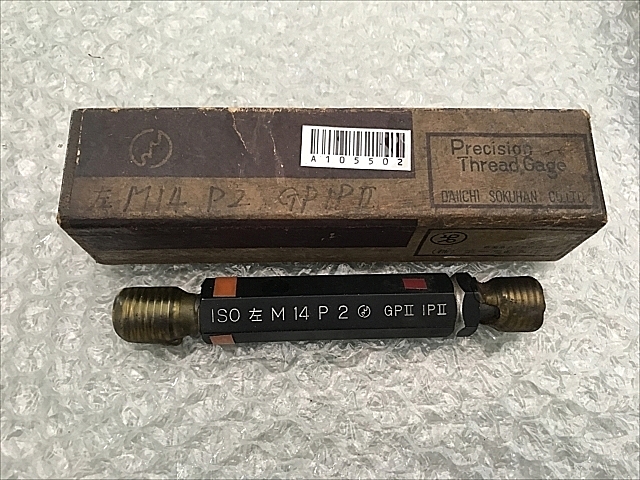 A105502
Precision
Thread Gage
DAIICHI SOKUHAN CO.LTD.
左 M14 P2 GP IP II
ISO 左 M 14 P 2 GPII IPII